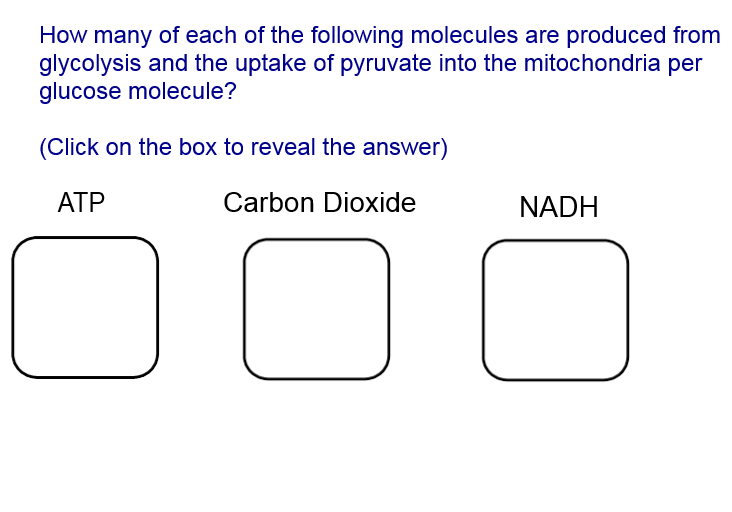 How many of each of the following molecules are produced from
glycolysis and the uptake of pyruvate into the mitochondria per
glucose molecule?
(Click on the box to reveal the answer)
ATP Carbon Dioxide NADH